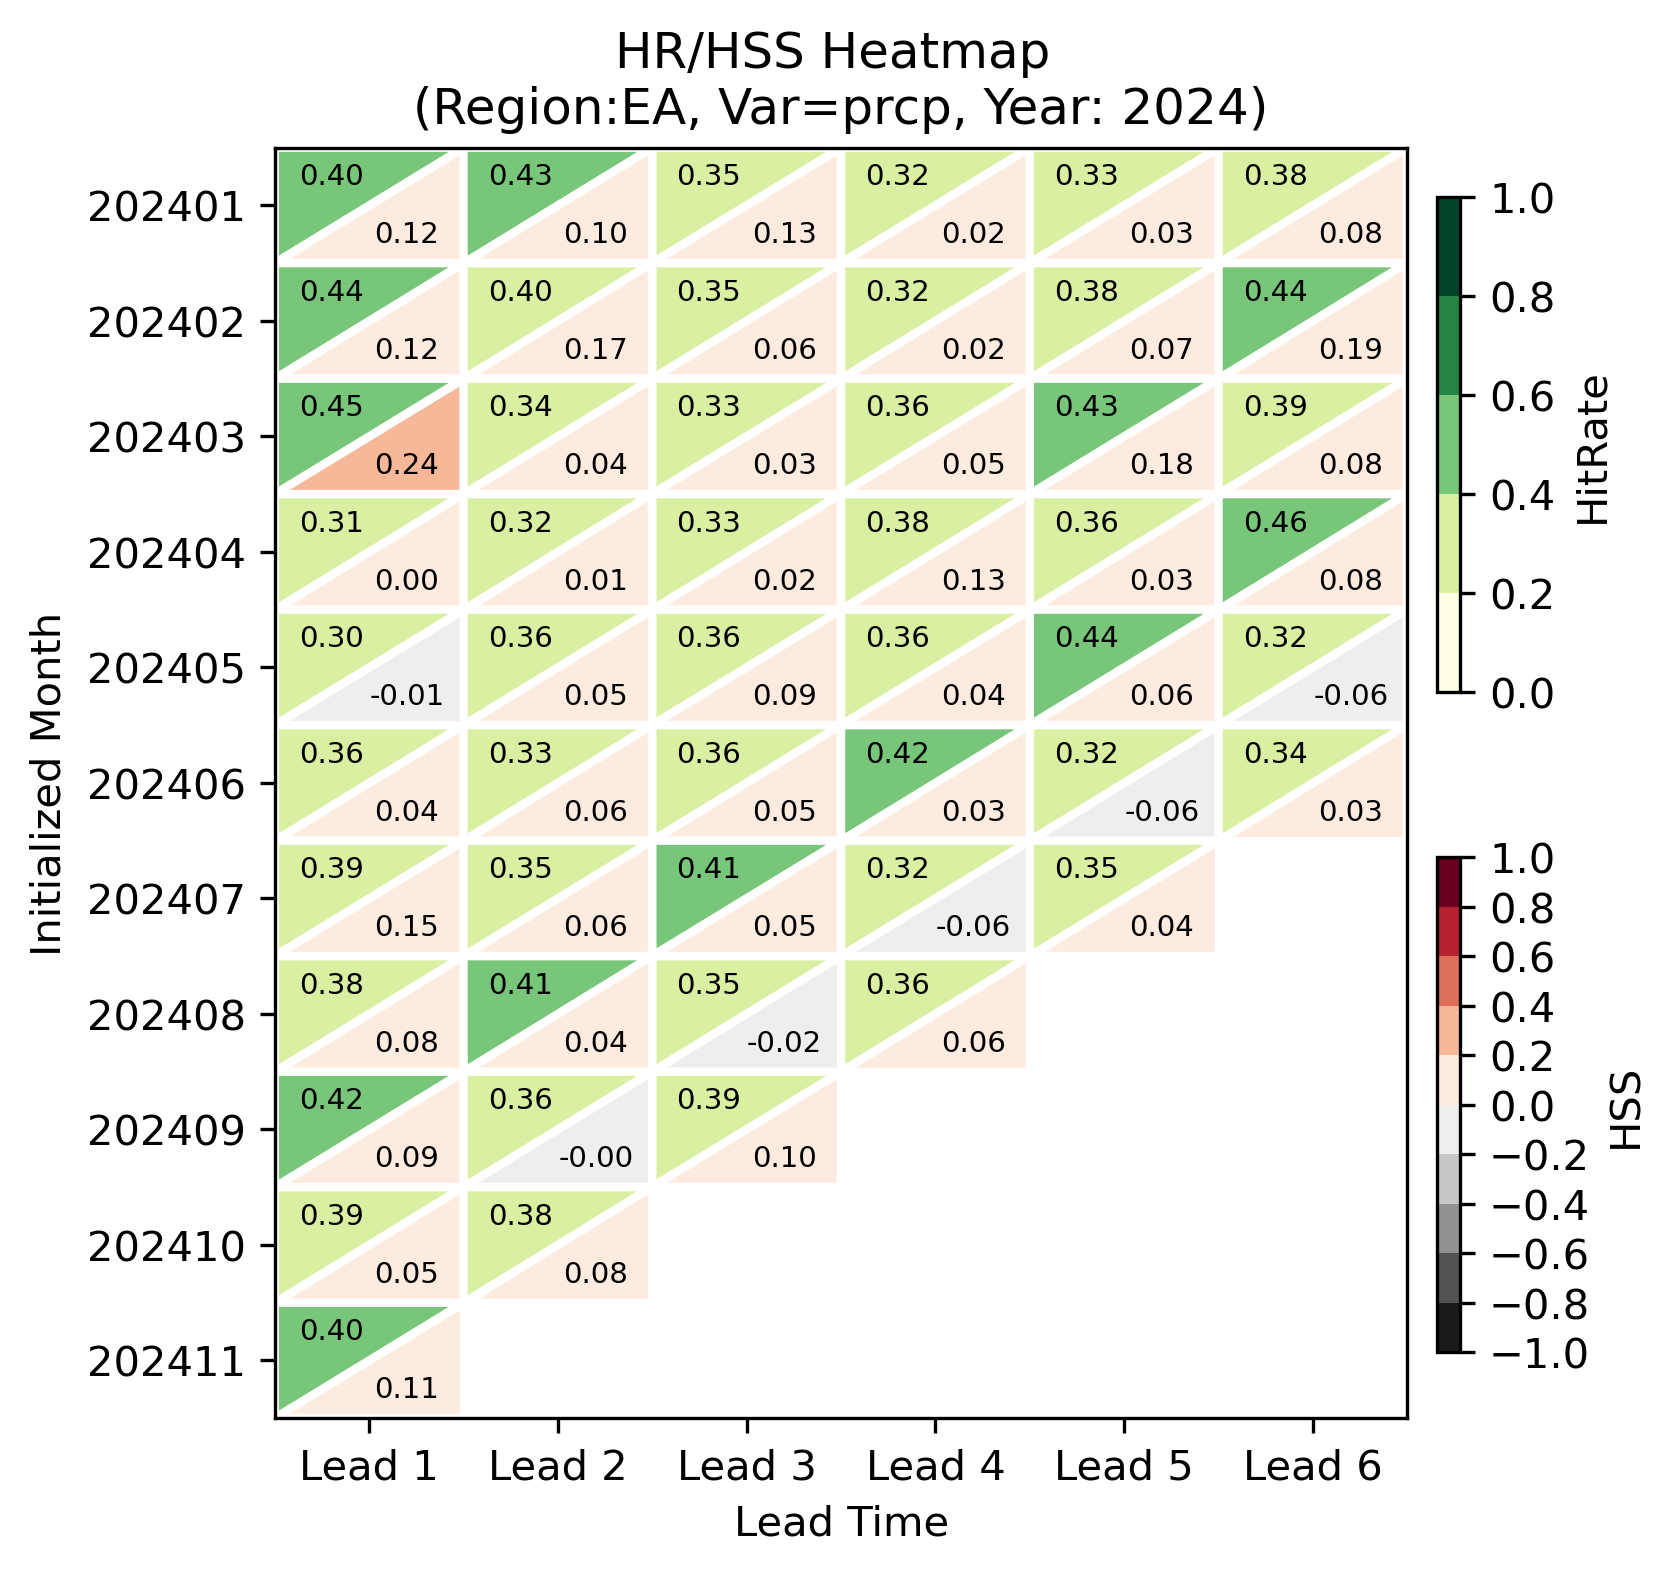 HR/HSS Heatmap
(Region:EA, Var=prcp, Year: 2024)
Initialized Month
202401
0.40 0.43 0.35 0.32 0.33 0.38
0.12 0.10 0.13 0.02 0.03 0.08
202402
0.44 0.40 0.35 0.32 0.38 0.44
0.12 0.17 0.06 0.02 0.07 0.19
202403
0.45 0.34 0.33 0.36 0.43 0.39
0.24 0.04 0.03 0.05 0.18 0.08
202404
0.31 0.32 0.33 0.38 0.36 0.46
0.00 0.01 0.02 0.13 0.03 0.08
202405
0.30 0.36 0.36 0.36 0.44 0.32
-0.01 0.05 0.09 0.04 0.06 -0.06
202406
0.36 0.33 0.36 0.42 0.32 0.34
0.04 0.06 0.05 0.03 -0.06 0.03
202407
0.39 0.35 0.41 0.32 0.35
0.15 0.06 0.05 -0.06 0.04
202408
0.38 0.41 0.35 0.36
0.08 0.04 -0.02 0.06
202409
0.42 0.36 0.39
0.09 -0.00 0.10
202410
0.39 0.38
0.05 0.08
202411
0.40
0.11
Lead 1 Lead 2 Lead 3 Lead 4 Lead 5 Lead 6
Lead Time
1.0
0.8
0.6
0.4
0.2
0.0
HitRate
1.0
0.8
0.6
0.4
0.2
0.0
−0.2
−0.4
−0.6
−0.8
−1.0
HSS